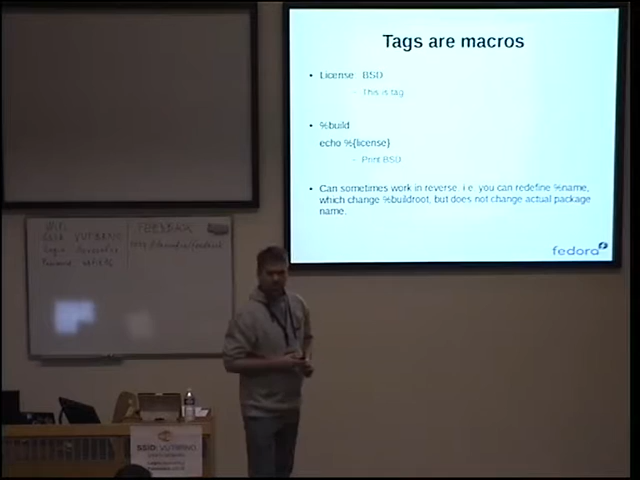 Tags are macros
• License: BSD
– This is tag
• %build
echo %{license}
– Print BSD
• Can sometimes work in reverse. i.e. you can redefine %name,
which change %buildroot, but does not change actual package
name.
fedora
FEEDBACK
SSID: VUTBRNO